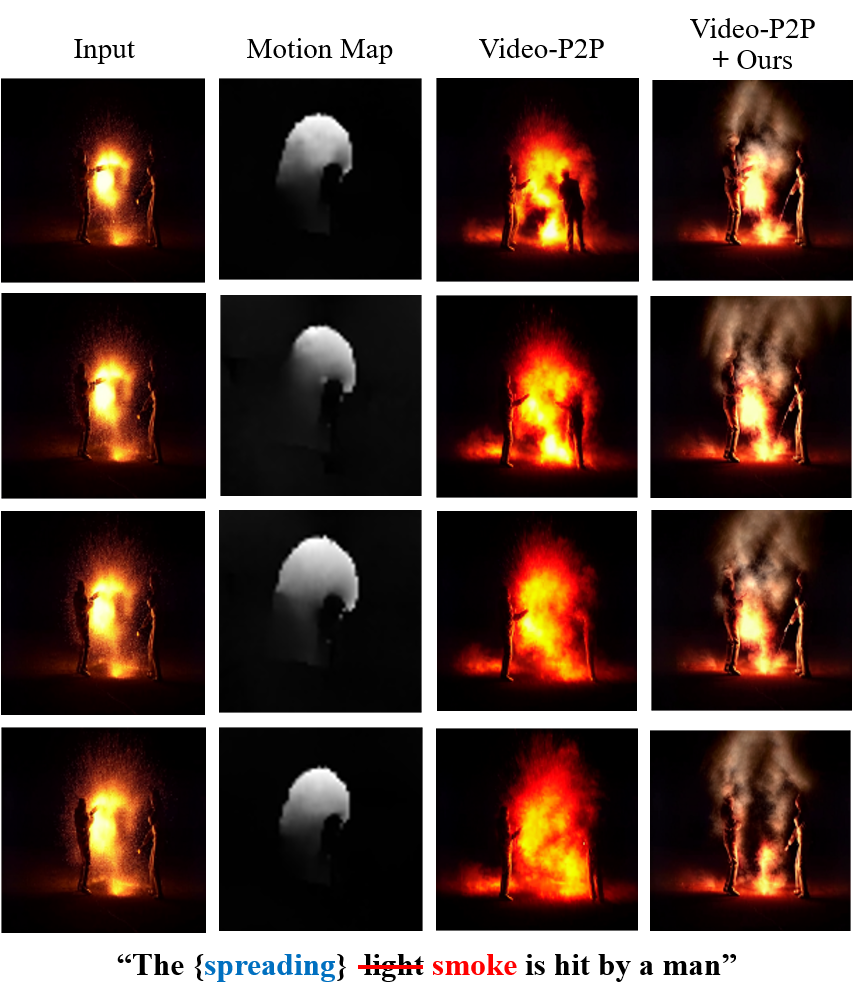 Input
Motion Map
Video-P2P
Video-P2P
+ Ours
“The {spreading} light smoke is hit by a man”